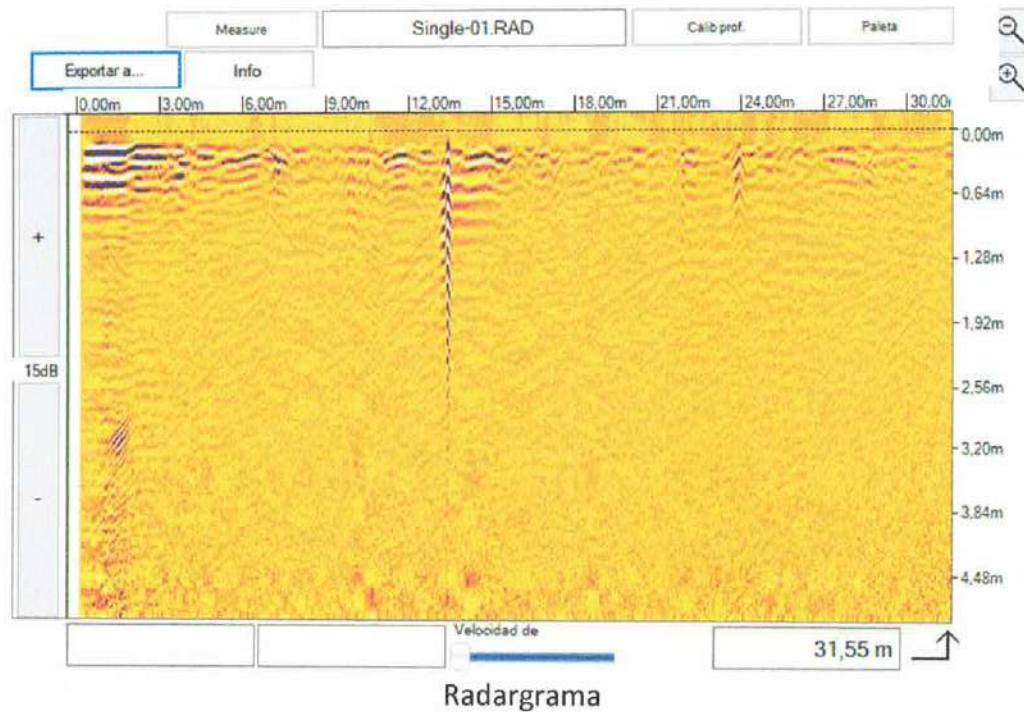 Measure Single-01.RAD Calib prof. Paleta
Exportar a... Info
0.00m 3,00m 6,00m 9,00m 12,00m 15,00m 18,00m 21,00m 24,00m 27,00m 30,00
0.00m
0.64m
+
1,28m
1,92m
15dB
2,56m
3,20m
-
3,84m
4,48m
Velocidad de
31,55 m
Radargrama